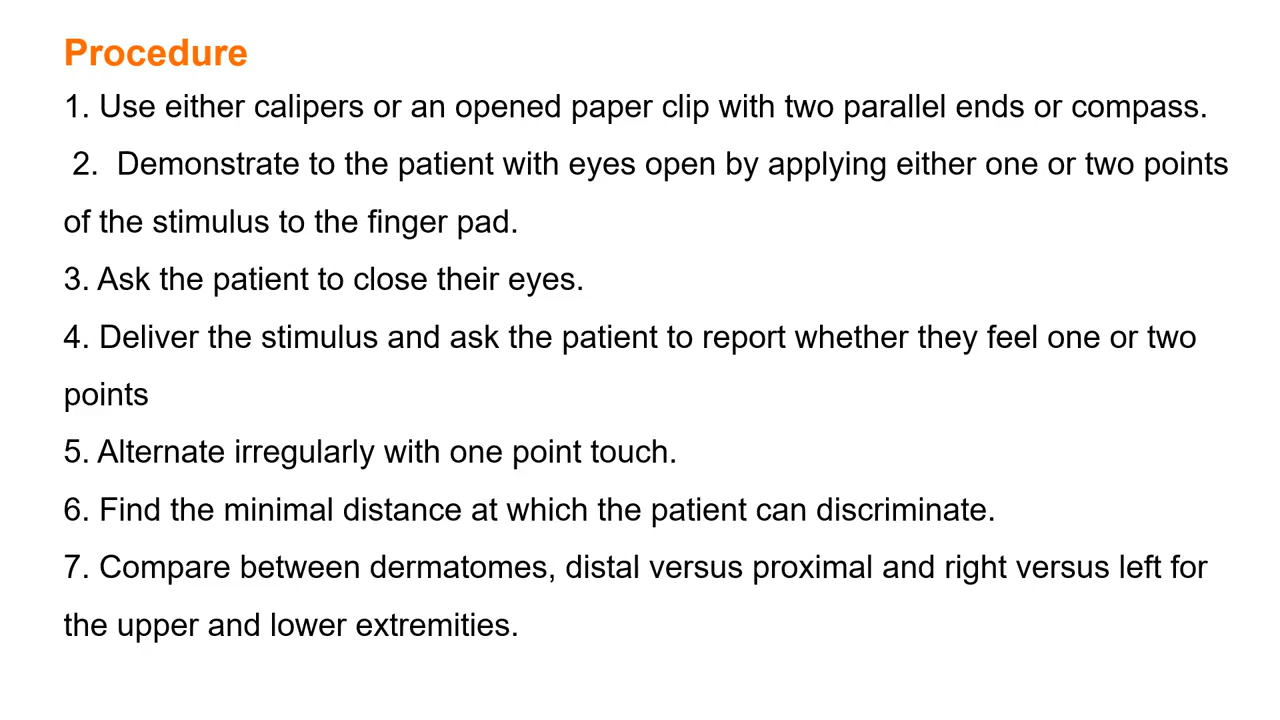 Procedure
1. Use either calipers or an opened paper clip with two parallel ends or compass.
2.  Demonstrate to the patient with eyes open by applying either one or two points
of the stimulus to the finger pad.
3. Ask the patient to close their eyes.
4. Deliver the stimulus and ask the patient to report whether they feel one or two
points
5. Alternate irregularly with one point touch.
6. Find the minimal distance at which the patient can discriminate.
7. Compare between dermatomes, distal versus proximal and right versus left for
the upper and lower extremities.